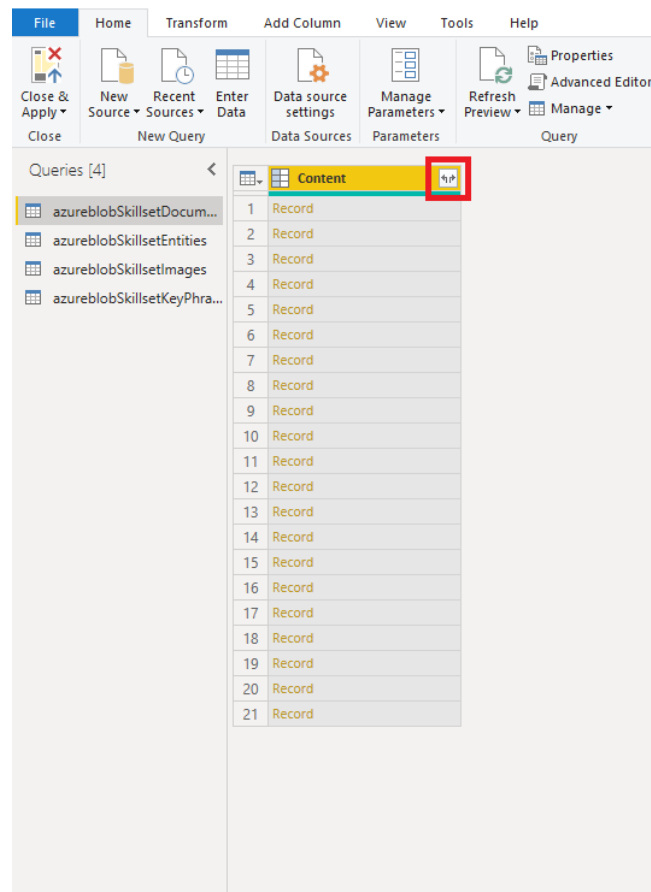 File Home Transform Add Column View Tools Help
Close & Apply New Source Recent Sources Enter Data Data source settings Manage Parameters Refresh Preview Properties
Advanced Editor
Manage
Close New Query Data Sources Parameters Query
Queries [4]
Content
azureblobSkillsetDocum...
azureblobSkillsetEntities
azureblobSkillsetImages
azureblobSkillsetKeyPhra...
1 Record
2 Record
3 Record
4 Record
5 Record
6 Record
7 Record
8 Record
9 Record
10 Record
11 Record
12 Record
13 Record
14 Record
15 Record
16 Record
17 Record
18 Record
19 Record
20 Record
21 Record